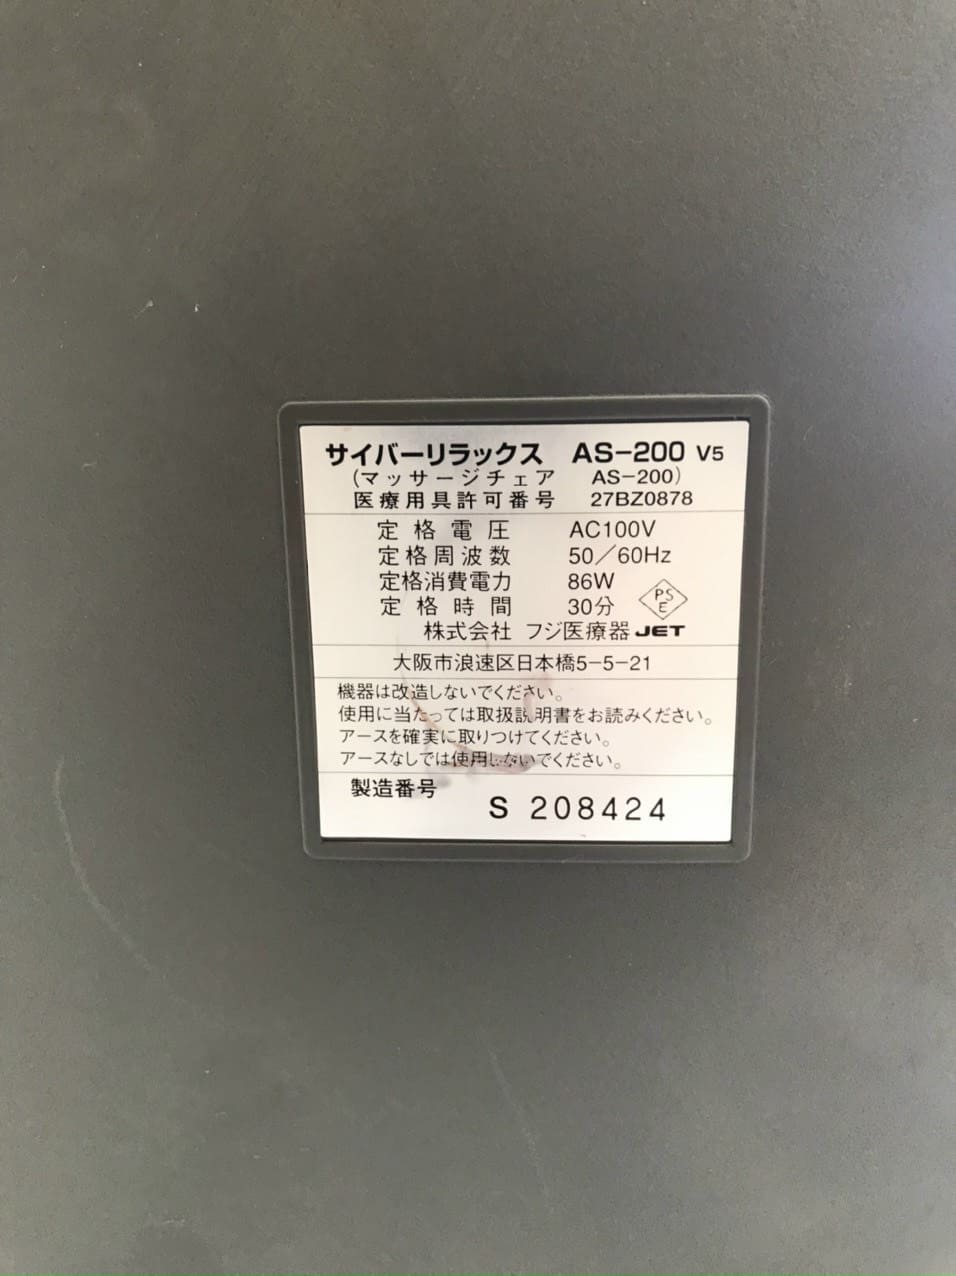 サイバーリラックス AS-200 V5
(マッサージチェア AS-200)
医療用具許可番号 27BZ0878
定格電圧 AC100V
定格周波数 50/60Hz
定格消費電力 86W
定格時間 30分
PS
E
株式会社 フジ医療器 JET
大阪市浪速区日本橋5-5-21
機器は改造しないでください。
使用に当たっては取扱説明書をお読みください。
アースを確実に取りつけてください。
アースなしでは使用しないでください。
製造番号
S 208424